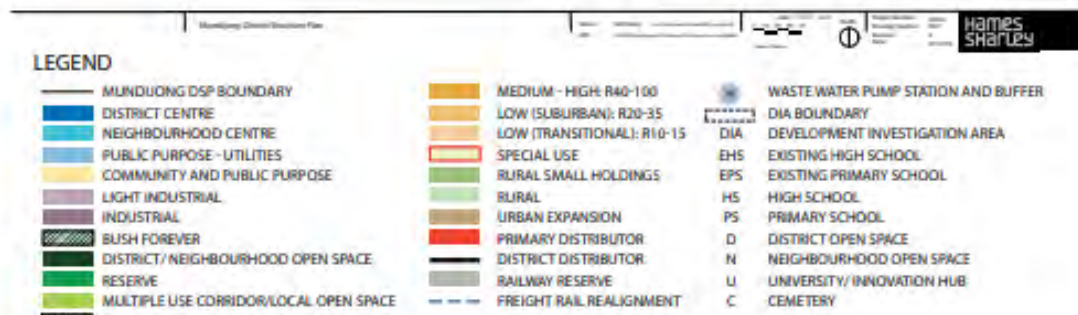 Mundijong District Structure Plan
Hames
Sharley
LEGEND
MUNDIJONG DSP BOUNDARY
DISTRICT CENTRE
NEIGHBOURHOOD CENTRE
PUBLIC PURPOSE - UTILITIES
COMMUNITY AND PUBLIC PURPOSE
LIGHT INDUSTRIAL
INDUSTRIAL
BUSH FOREVER
DISTRICT/ NEIGHBOURHOOD OPEN SPACE
RESERVE
MULTIPLE USE CORRIDOR/LOCAL OPEN SPACE
MEDIUM - HIGH: R40-100
LOW (SUBURBAN): R20-35
LOW (TRANSITIONAL): R10-15
SPECIAL USE
RURAL SMALL HOLDINGS
RURAL
URBAN EXPANSION
PRIMARY DISTRIBUTOR
DISTRICT DISTRIBUTOR
RAILWAY RESERVE
FREIGHT RAIL REALIGNMENT
WASTE WATER PUMP STATION AND BUFFER
DIA BOUNDARY
DIA DEVELOPMENT INVESTIGATION AREA
EHS EXISTING HIGH SCHOOL
EPS EXISTING PRIMARY SCHOOL
HS HIGH SCHOOL
PS PRIMARY SCHOOL
D DISTRICT OPEN SPACE
N NEIGHBOURHOOD OPEN SPACE
U UNIVERSITY/ INNOVATION HUB
C CEMETERY